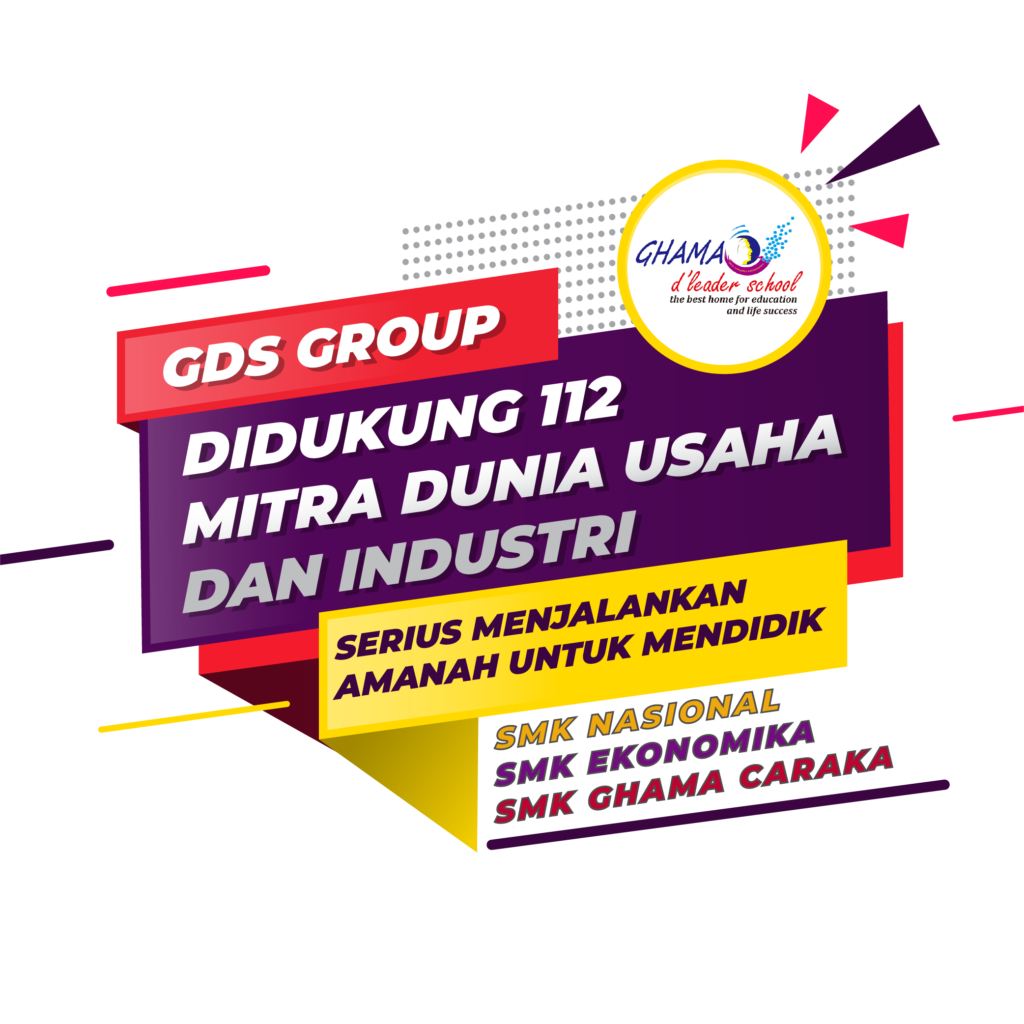 GHAMA
d'leader school
the best home for education
and life success
GDS GROUP
DIDUKUNG 112
MITRA DUNIA USAHA
DAN INDUSTRI
SERIUS MENJALANKAN
AMANAH UNTUK MENDIDIK
SMK NASIONAL
SMK EKONOMIKA
SMK GHAMA CARAKA